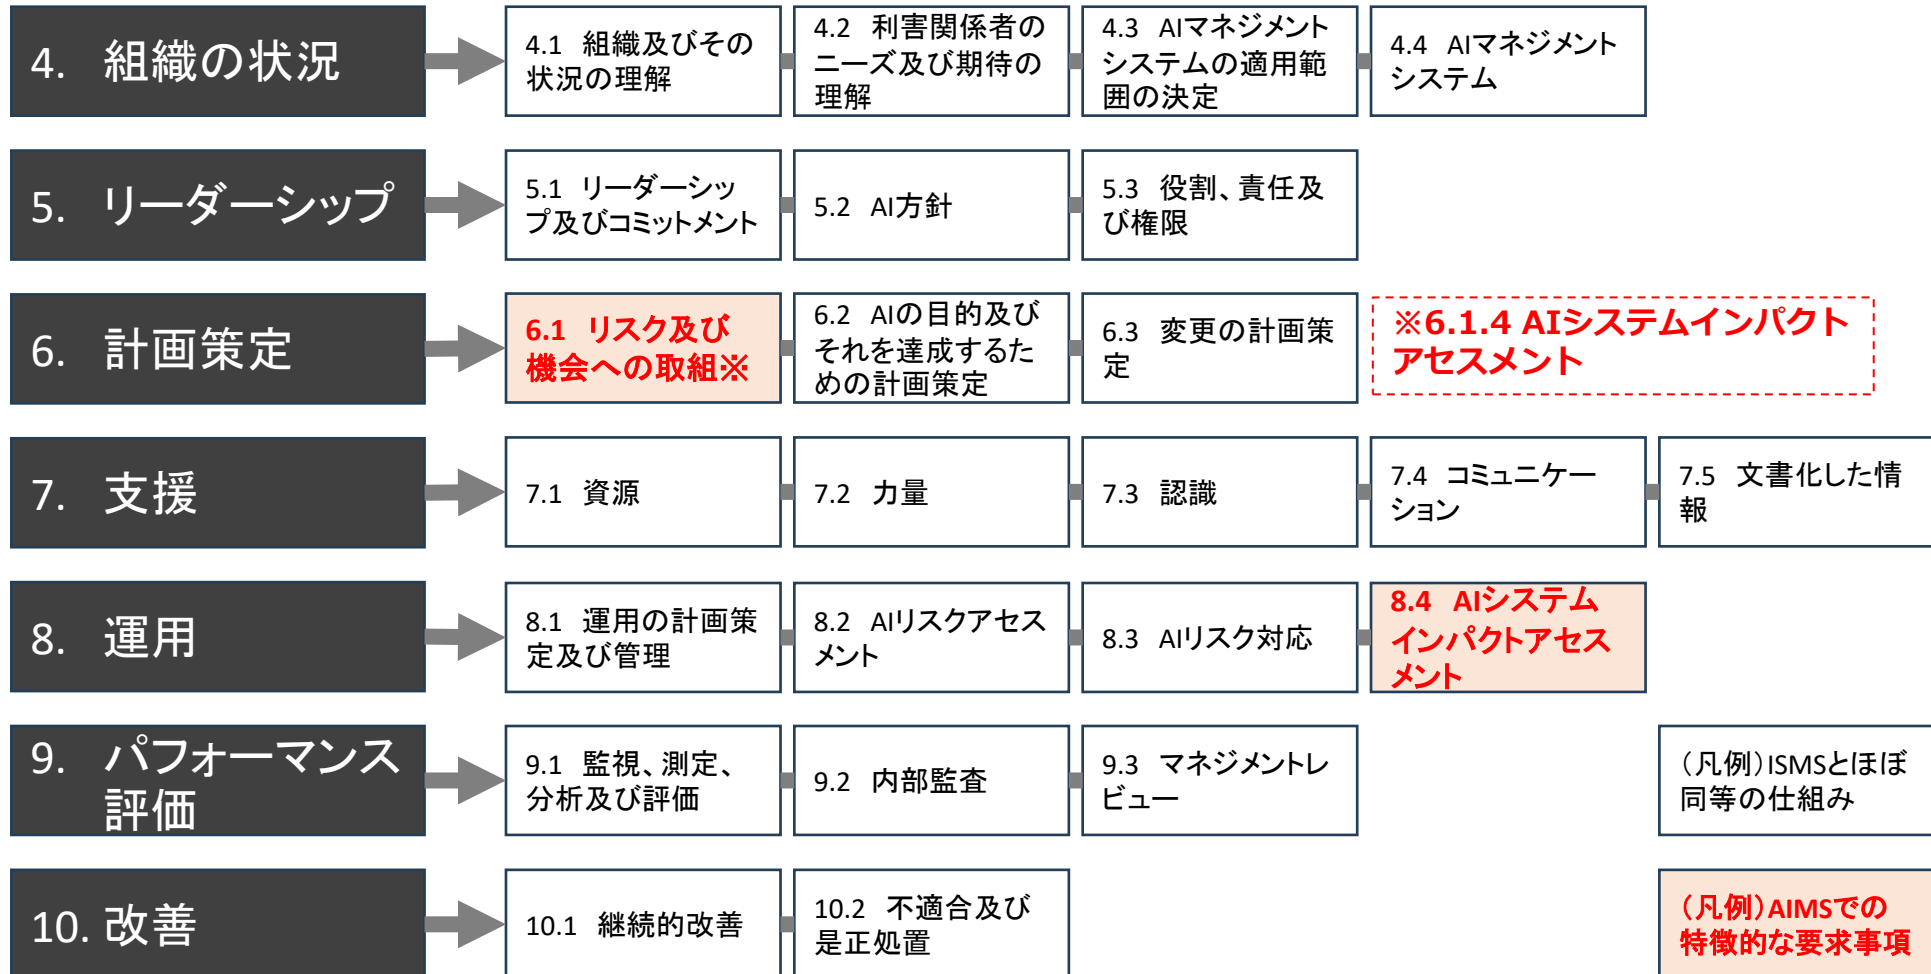 4. 組織の状況
4.1 組織及びその
状況の理解
4.2 利害関係者の
ニーズ及び期待の
理解
4.3 AIマネジメント
システムの適用範
囲の決定
4.4 AIマネジメント
システム
5. リーダーシップ
5.1 リーダーシッ
プ及びコミットメント
5.2 AI方針
5.3 役割、責任及
び権限
6. 計画策定
6.1 リスク及び
機会への取組※
6.2 AIの目的及び
それを達成するた
めの計画策定
6.3 変更の計画策
定
※6.1.4 AIシステムインパクト
アセスメント
7. 支援
7.1 資源
7.2 力量
7.3 認識
7.4 コミュニケー
ション
7.5 文書化した情
報
8. 運用
8.1 運用の計画策
定及び管理
8.2 AIリスクアセス
メント
8.3 AIリスク対応
8.4 AIシステム
インパクトアセス
メント
9. パフォーマンス
評価
9.1 監視、測定、
分析及び評価
9.2 内部監査
9.3 マネジメントレ
ビュー
（凡例）ISMSとほぼ
同等の仕組み
10. 改善
10.1 継続的改善
10.2 不適合及び
是正処置
（凡例）AIMSでの
特徴的な要求事項